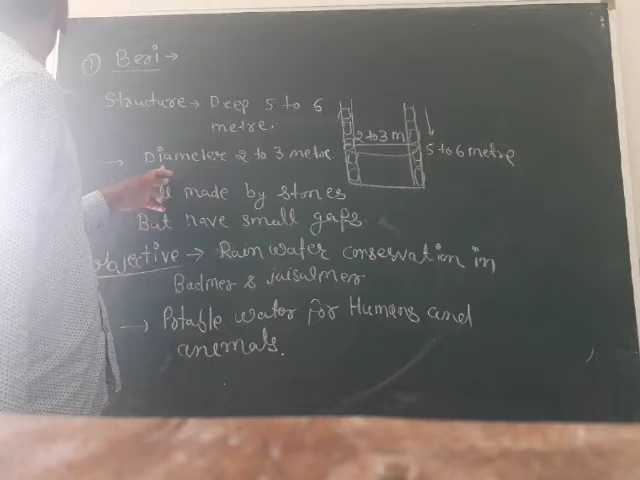 ① Beri →
Structure → Deep 5 to 6
metre.
2 to 3 m
5 to 6 metre
→ Diameter 2 to 3 metre
made by stones
But have small gaps
objective → Rain water conservation in
Badmer & jaisalmer
→ Potable water for Humans and
anemals.